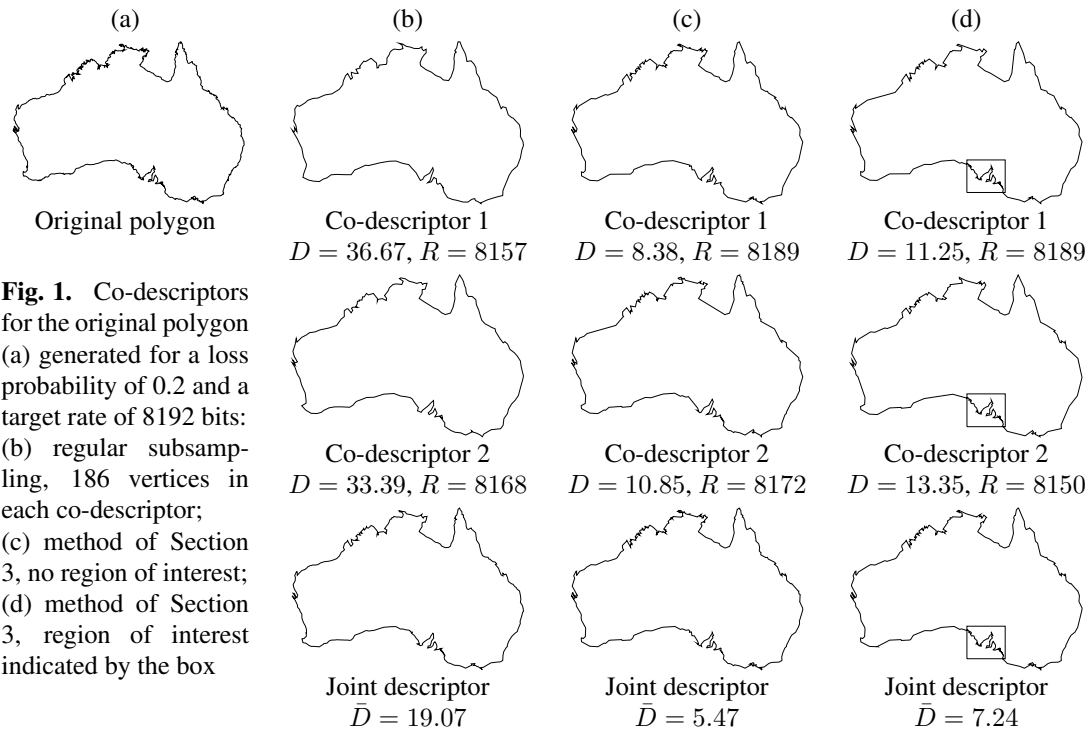 (a)
(b)
(c)
(d)
Original polygon
Co-descriptor 1
D = 36.67, R = 8157
Co-descriptor 1
D = 8.38, R = 8189
Co-descriptor 1
D = 11.25, R = 8189
Fig. 1. Co-descriptors
for the original polygon
(a) generated for a loss
probability of 0.2 and a
target rate of 8192 bits:
(b) regular subsamp-
ling, 186 vertices in
each co-descriptor;
(c) method of Section
3, no region of interest;
(d) method of Section
3, region of interest
indicated by the box
Co-descriptor 2
D = 33.39, R = 8168
Co-descriptor 2
D = 10.85, R = 8172
Co-descriptor 2
D = 13.35, R = 8150
Joint descriptor
D̄ = 19.07
Joint descriptor
D̄ = 5.47
Joint descriptor
D̄ = 7.24